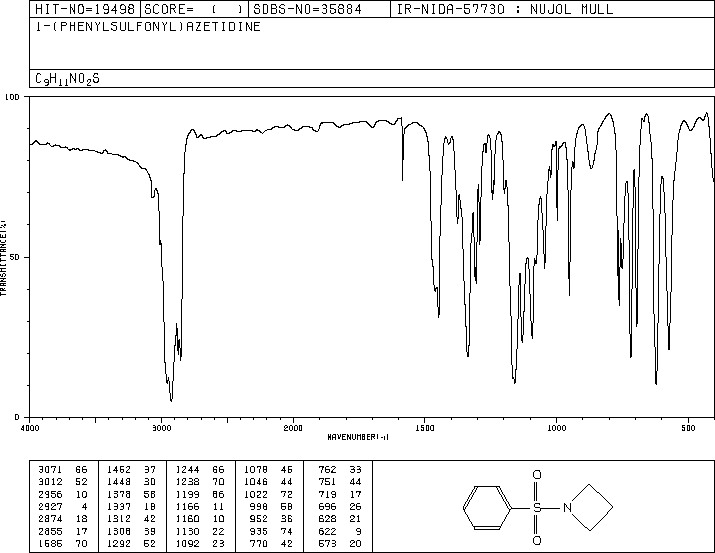 HIT-NO=19498 SCORE= ( ) SDBS-NO=35884 IR-NIDA-57730 : NUJOL MULL
1-(PHENYLSULFONYL)AZETIDINE
C9H11NO2S
100
50
0
TRANSMITTANCE(%)
4000 3000 2000 1500 1000 500
WAVENUMBER(-1)
3071 66 1462 37 1244 66 1078 46 762 33
3012 52 1448 30 1238 70 1046 44 751 44
2956 10 1378 58 1199 86 1022 72 719 17
2927 4 1337 18 1166 11 998 58 696 26
2874 18 1312 42 1160 10 952 36 628 21
2855 17 1308 39 1130 22 935 74 622 9
1586 70 1292 52 1092 23 770 42 573 20
O
S N
O